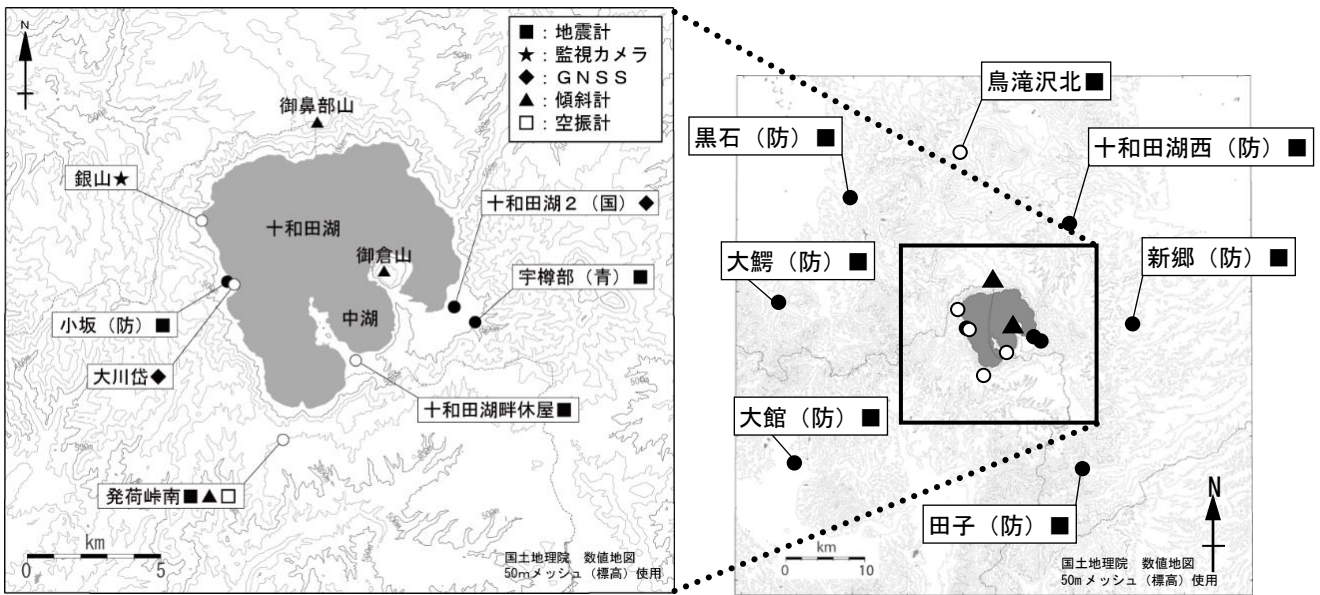 N
■：地震計
★：監視カメラ
◆：ＧＮＳＳ
▲：傾斜計
□：空振計
御鼻部山
銀山★
十和田湖２（国）◆
十和田湖
御倉山
宇樽部（青）■
小坂（防）■
中湖
大川岱◆
十和田湖畔休屋■
発荷峠南■▲□
km
0 5
国土地理院 数値地図
50mメッシュ（標高）使用
鳥滝沢北■
黒石（防）■
十和田湖西（防）■
大鰐（防）■
新郷（防）■
大館（防）■
田子（防）■
N
km
0 10
国土地理院 数値地図
50mメッシュ（標高）使用